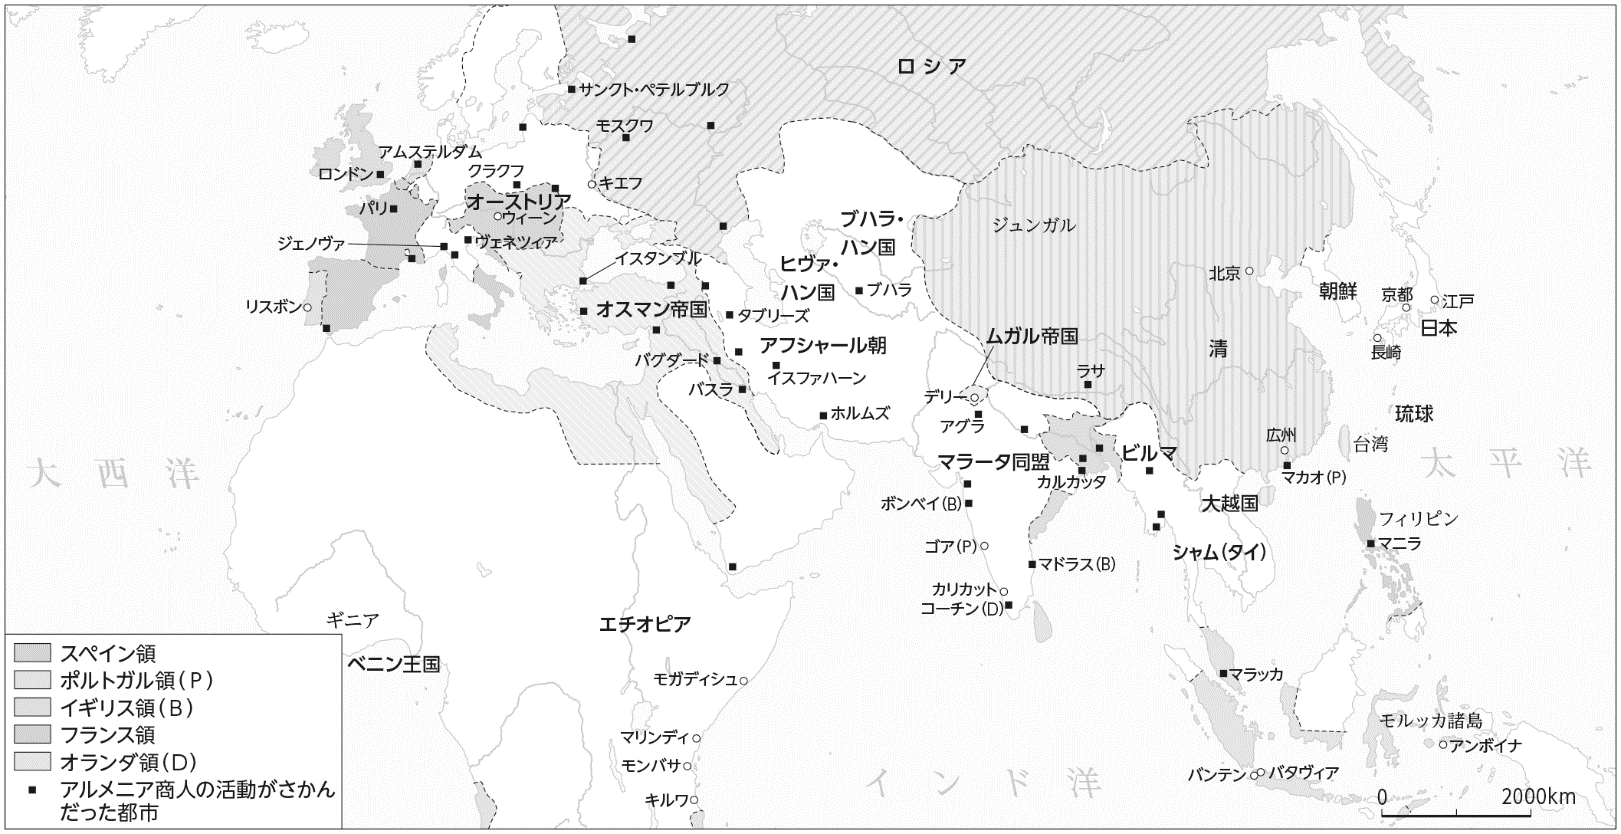 ロシア
サンクト・ペテルブルク
モスクワ
アムステルダム
ロンドン
クラクフ
キエフ
パリ
オーストリア
ウィーン
ジェノヴァ
ヴェネツィア
イスタンブル
リスボン
オスマン帝国
タブリーズ
バグダード
バスラ
ブハラ・
ハン国
ヒヴァ・
ハン国
ブハラ
アフシャール朝
イスファハーン
ホルムズ
ジュンガル
北京
朝鮮
京都
江戸
日本
長崎
清
ムガル帝国
ラサ
デリー
アグラ
琉球
広州
台湾
マカオ(P)
マラータ同盟
カルカッタ
ビルマ
ボンベイ(B)
大越国
フィリピン
マニラ
ゴア(P)
シャム(タイ)
マドラス(B)
カリカット
コーチン(D)
大西洋
太平洋
インド洋
ギニア
ベニン王国
エチオピア
モガディシュ
マリンディ
モンバサ
キルワ
マラッカ
モルッカ諸島
アンボイナ
バンテン
バタヴィア
スペイン領
ポルトガル領(P)
イギリス領(B)
フランス領
オランダ領(D)
アルメニア商人の活動がさかん
だった都市
0 2000km